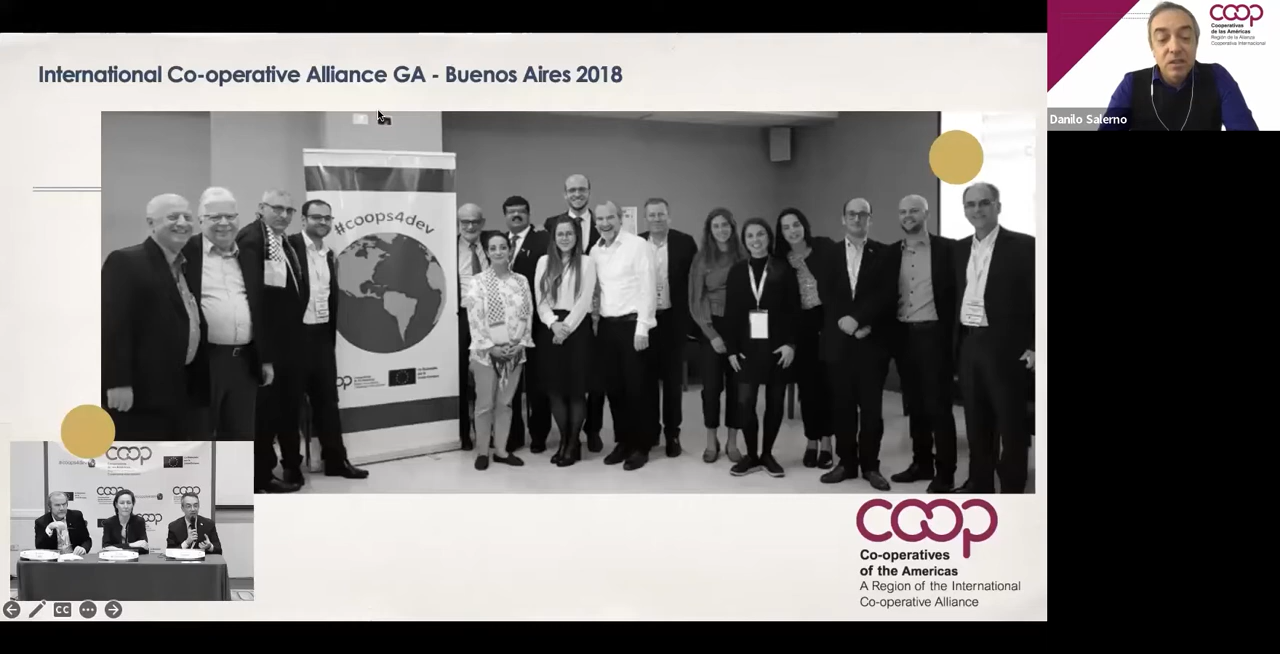 International Co-operative Alliance GA - Buenos Aires 2018
#coops4dev
coop
Co-operatives
of the Americas
A Region of the International
Co-operative Alliance
CC
coop
Cooperativas
de las Américas
Región de la Alianza
Cooperativa Internacional
Danilo Salerno